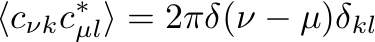 ⟨c_{νk} c^*_{μl}⟩ = 2πδ(ν − μ)δ_{kl}